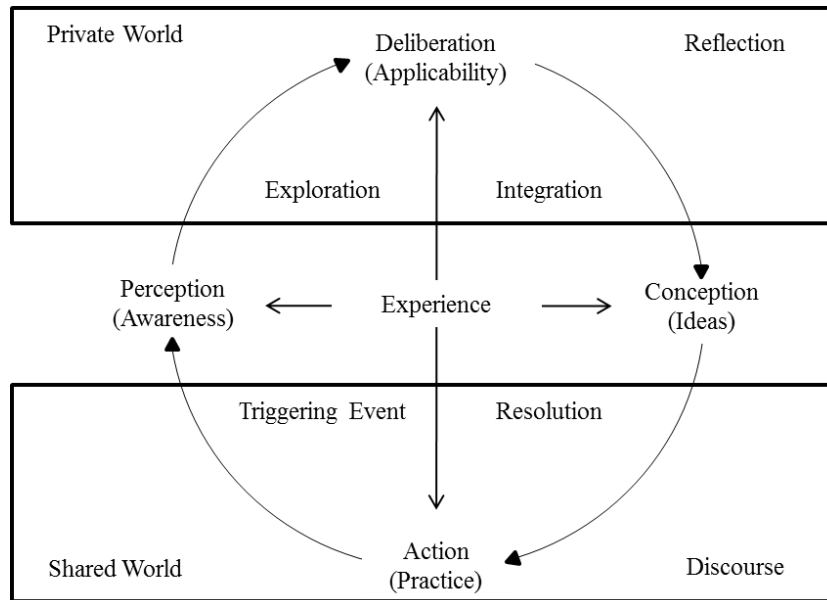 Private World
Deliberation
(Applicability)
Reflection
Exploration
Integration
Perception
(Awareness)
Experience
Conception
(Ideas)
Triggering Event
Resolution
Shared World
Action
(Practice)
Discourse